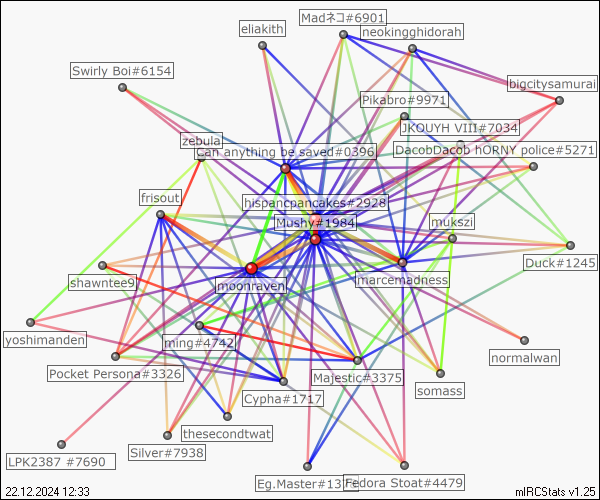 Madネコ#6901
eliakith
neokingghidorah
Swirly Boi#6154
bigcitysamurai
Pikabro#9971
JKQUYH VIII#7034
zebula
Can anything be saved#0396
DacobDacob hORNY police#5271
frisout
hispancpancakes#2928
Mushy#1984
mukszi
Duck#1245
shawntee9
moonraven
marcemadness
yoshimanden
ming#4742
normalwan
Pocket Persona#3326
Majestic#3375
somass
Cypha#1717
thesecondtwat
Silver#7938
LPK2387 #7690
Eg.Master#13
Fedora Stoat#4479
22.12.2024 12:33
mIRCStats v1.25